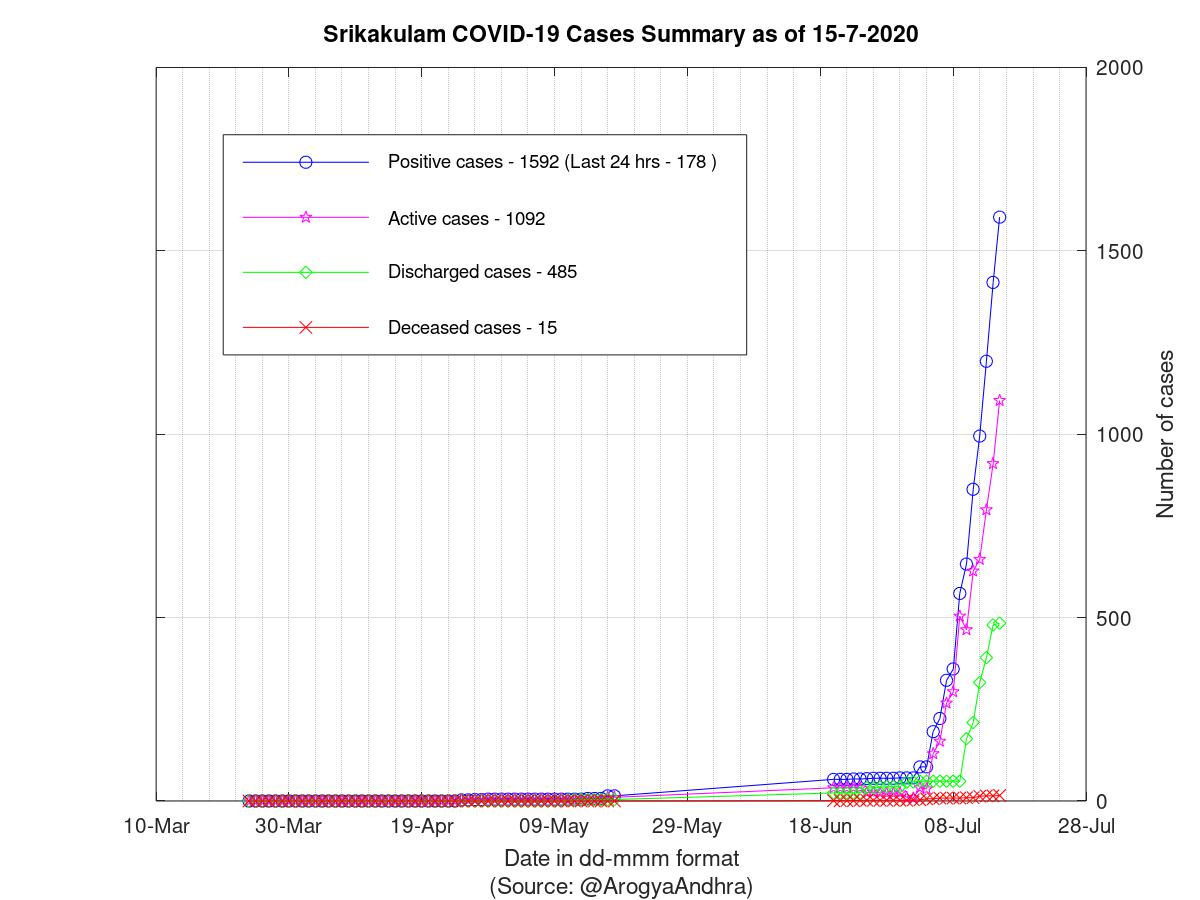 Srikakulam COVID-19 Cases Summary as of 15-7-2020
2000
Positive cases - 1592 (Last 24 hrs - 178 )
Active cases - 1092
Discharged cases - 485
Deceased cases - 15
1500
1000
500
0
Number of cases
10-Mar 30-Mar 19-Apr 09-May 29-May 18-Jun 08-Jul 28-Jul
Date in dd-mmm format
(Source: @ArogyaAndhra)